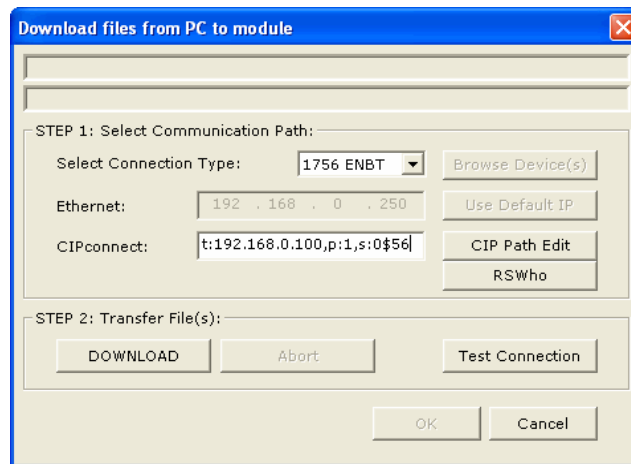 Download files from PC to module
STEP 1: Select Communication Path:
Select Connection Type: 1756 ENBT Browse Device(s)
Ethernet: 192 . 168 . 0 . 250 Use Default IP
CIPconnect: t:192.168.0.100,p:1,s:0$56 CIP Path Edit
RSWho
STEP 2: Transfer File(s):
DOWNLOAD Abort Test Connection
OK Cancel